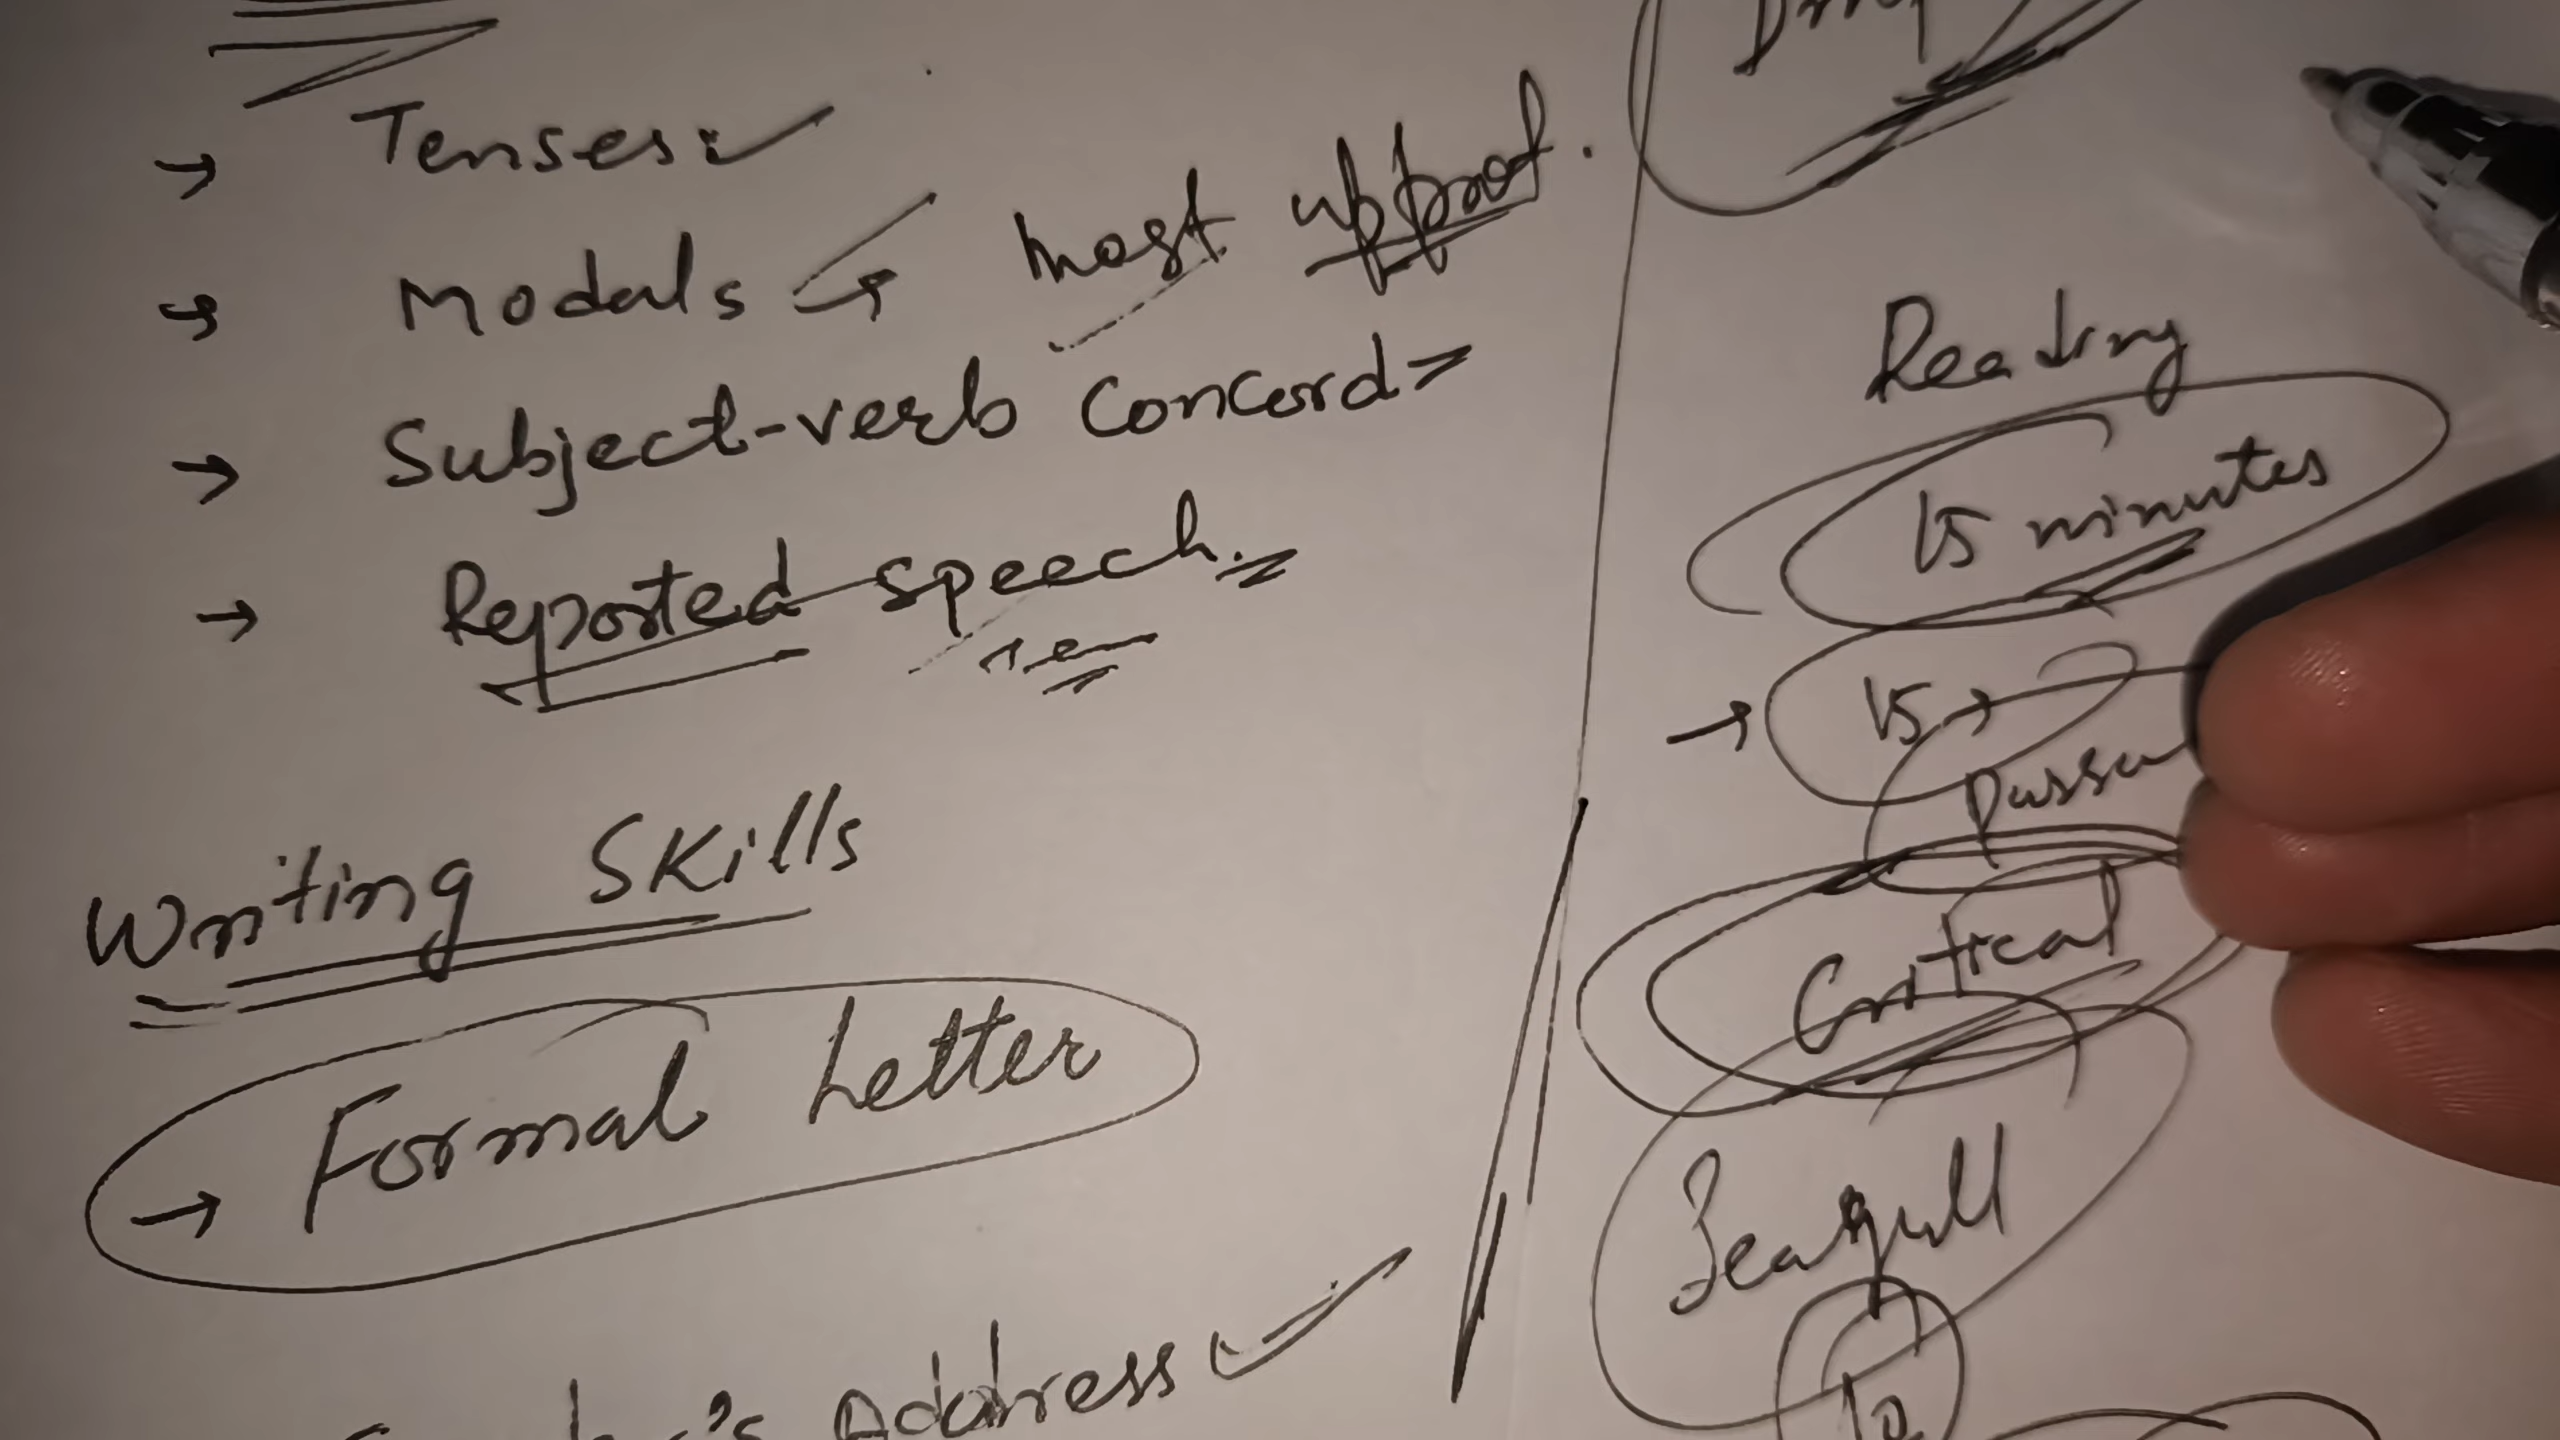 → Tenses:
→ Modals → most
→ Subject-verb Concord
→ Reported speech.
Writing Skills
→ Formal Letter
Address
Reading
15 minutes
→ 15 →
Critical
Seagull
10